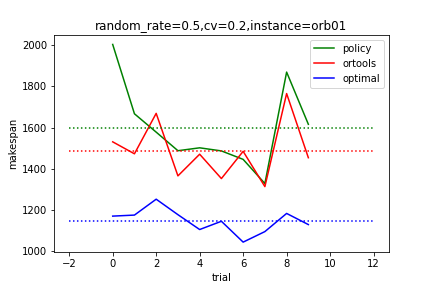 random_rate=0.5,cv=0.2,instance=orb01
policy
ortools
optimal
2000
1800
1600
1400
1200
1000
makespan
−2 0 2 4 6 8 10 12
trial